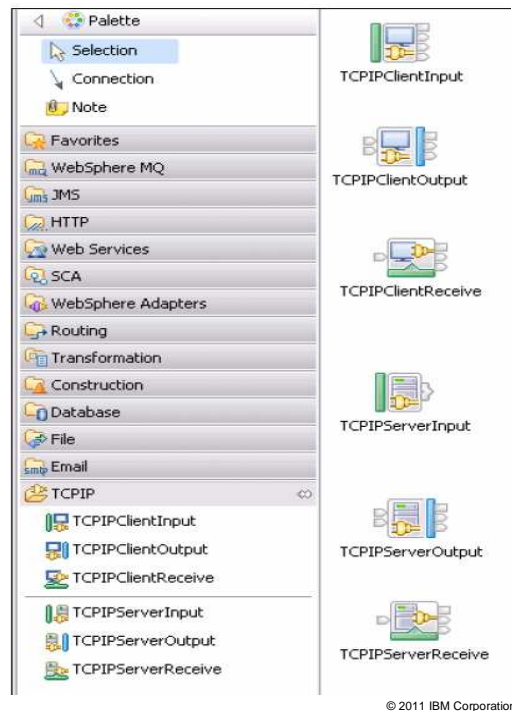 Palette
Selection
Connection
Note
Favorites
WebSphere MQ
JMS
HTTP
Web Services
SCA
WebSphere Adapters
Routing
Transformation
Construction
Database
File
Email
TCPIP
TCPIPClientInput
TCPIPClientOutput
TCPIPClientReceive
TCPIPServerInput
TCPIPServerOutput
TCPIPServerReceive
TCPIPClientInput
TCPIPClientOutput
TCPIPClientReceive
TCPIPServerInput
TCPIPServerOutput
TCPIPServerReceive
© 2011 IBM Corporation